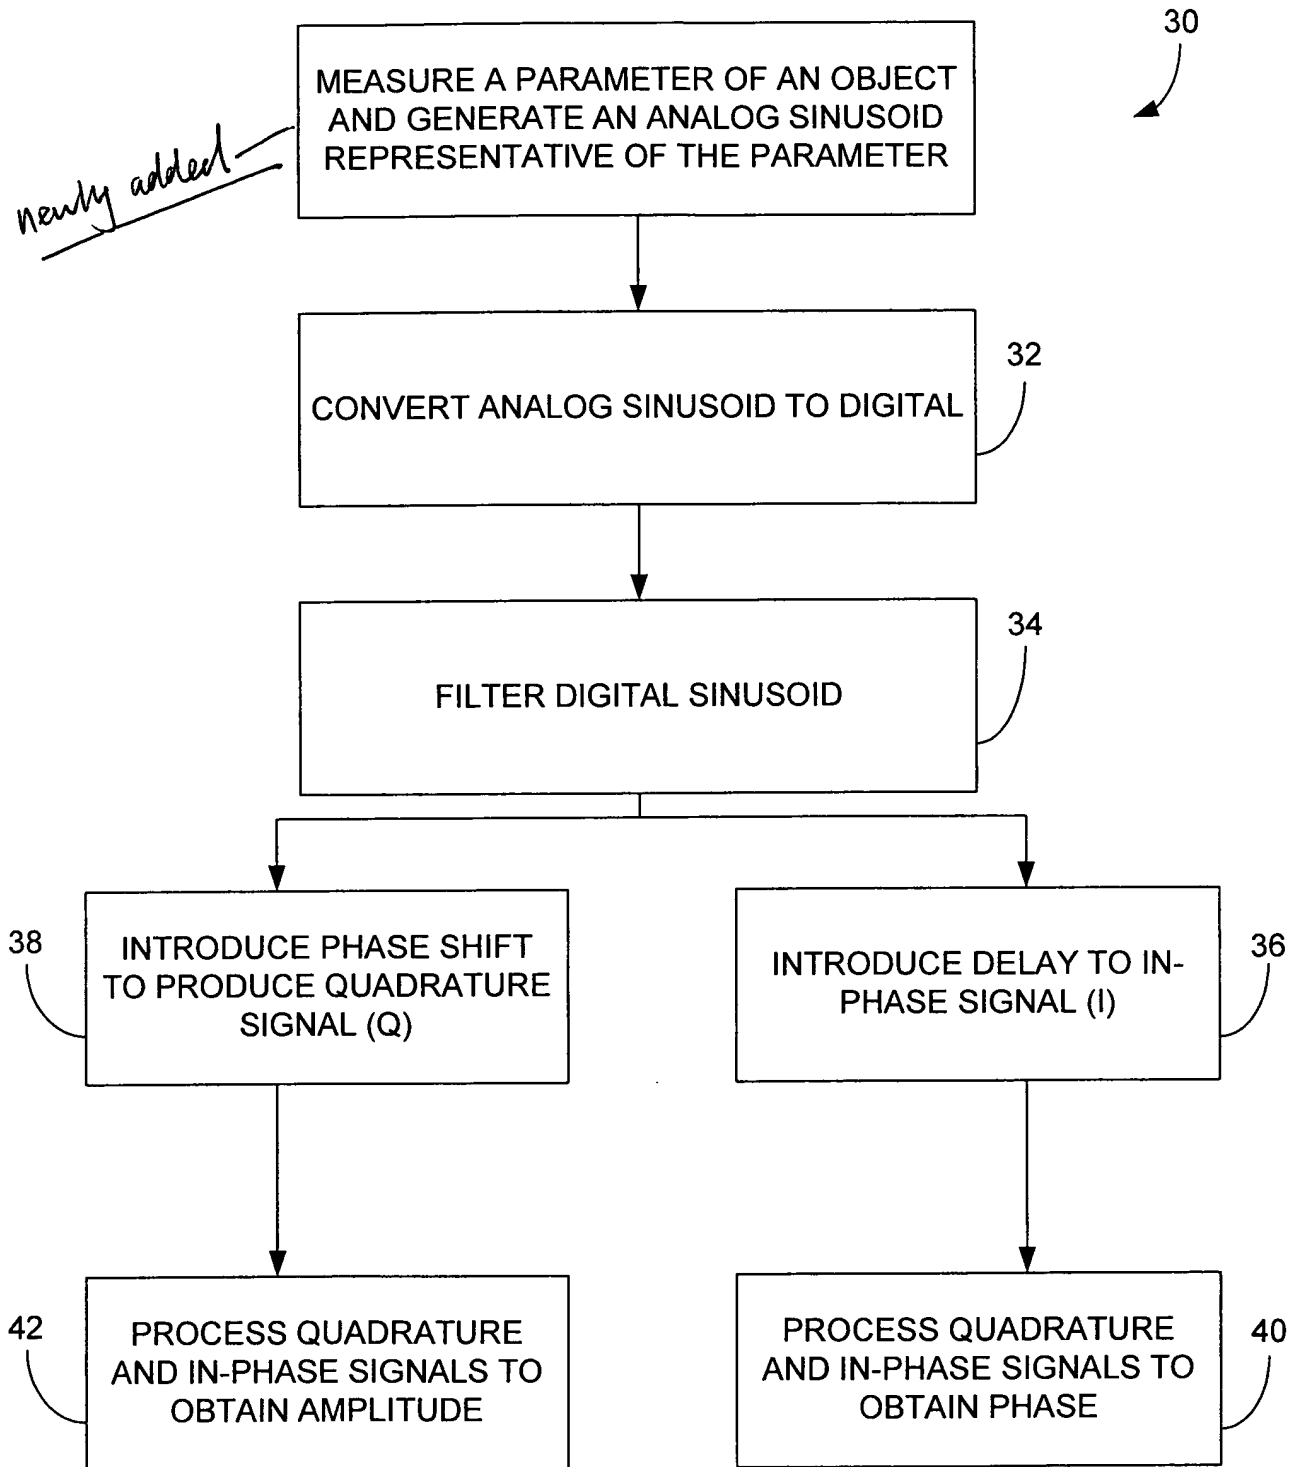 30
MEASURE A PARAMETER OF AN OBJECT
AND GENERATE AN ANALOG SINUSOID
REPRESENTATIVE OF THE PARAMETER
newly added
32
CONVERT ANALOG SINUSOID TO DIGITAL
34
FILTER DIGITAL SINUSOID
38
INTRODUCE PHASE SHIFT
TO PRODUCE QUADRATURE
SIGNAL (Q)
INTRODUCE DELAY TO IN-
PHASE SIGNAL (I)
36
42
PROCESS QUADRATURE
AND IN-PHASE SIGNALS TO
OBTAIN AMPLITUDE
PROCESS QUADRATURE
AND IN-PHASE SIGNALS TO
OBTAIN PHASE
40